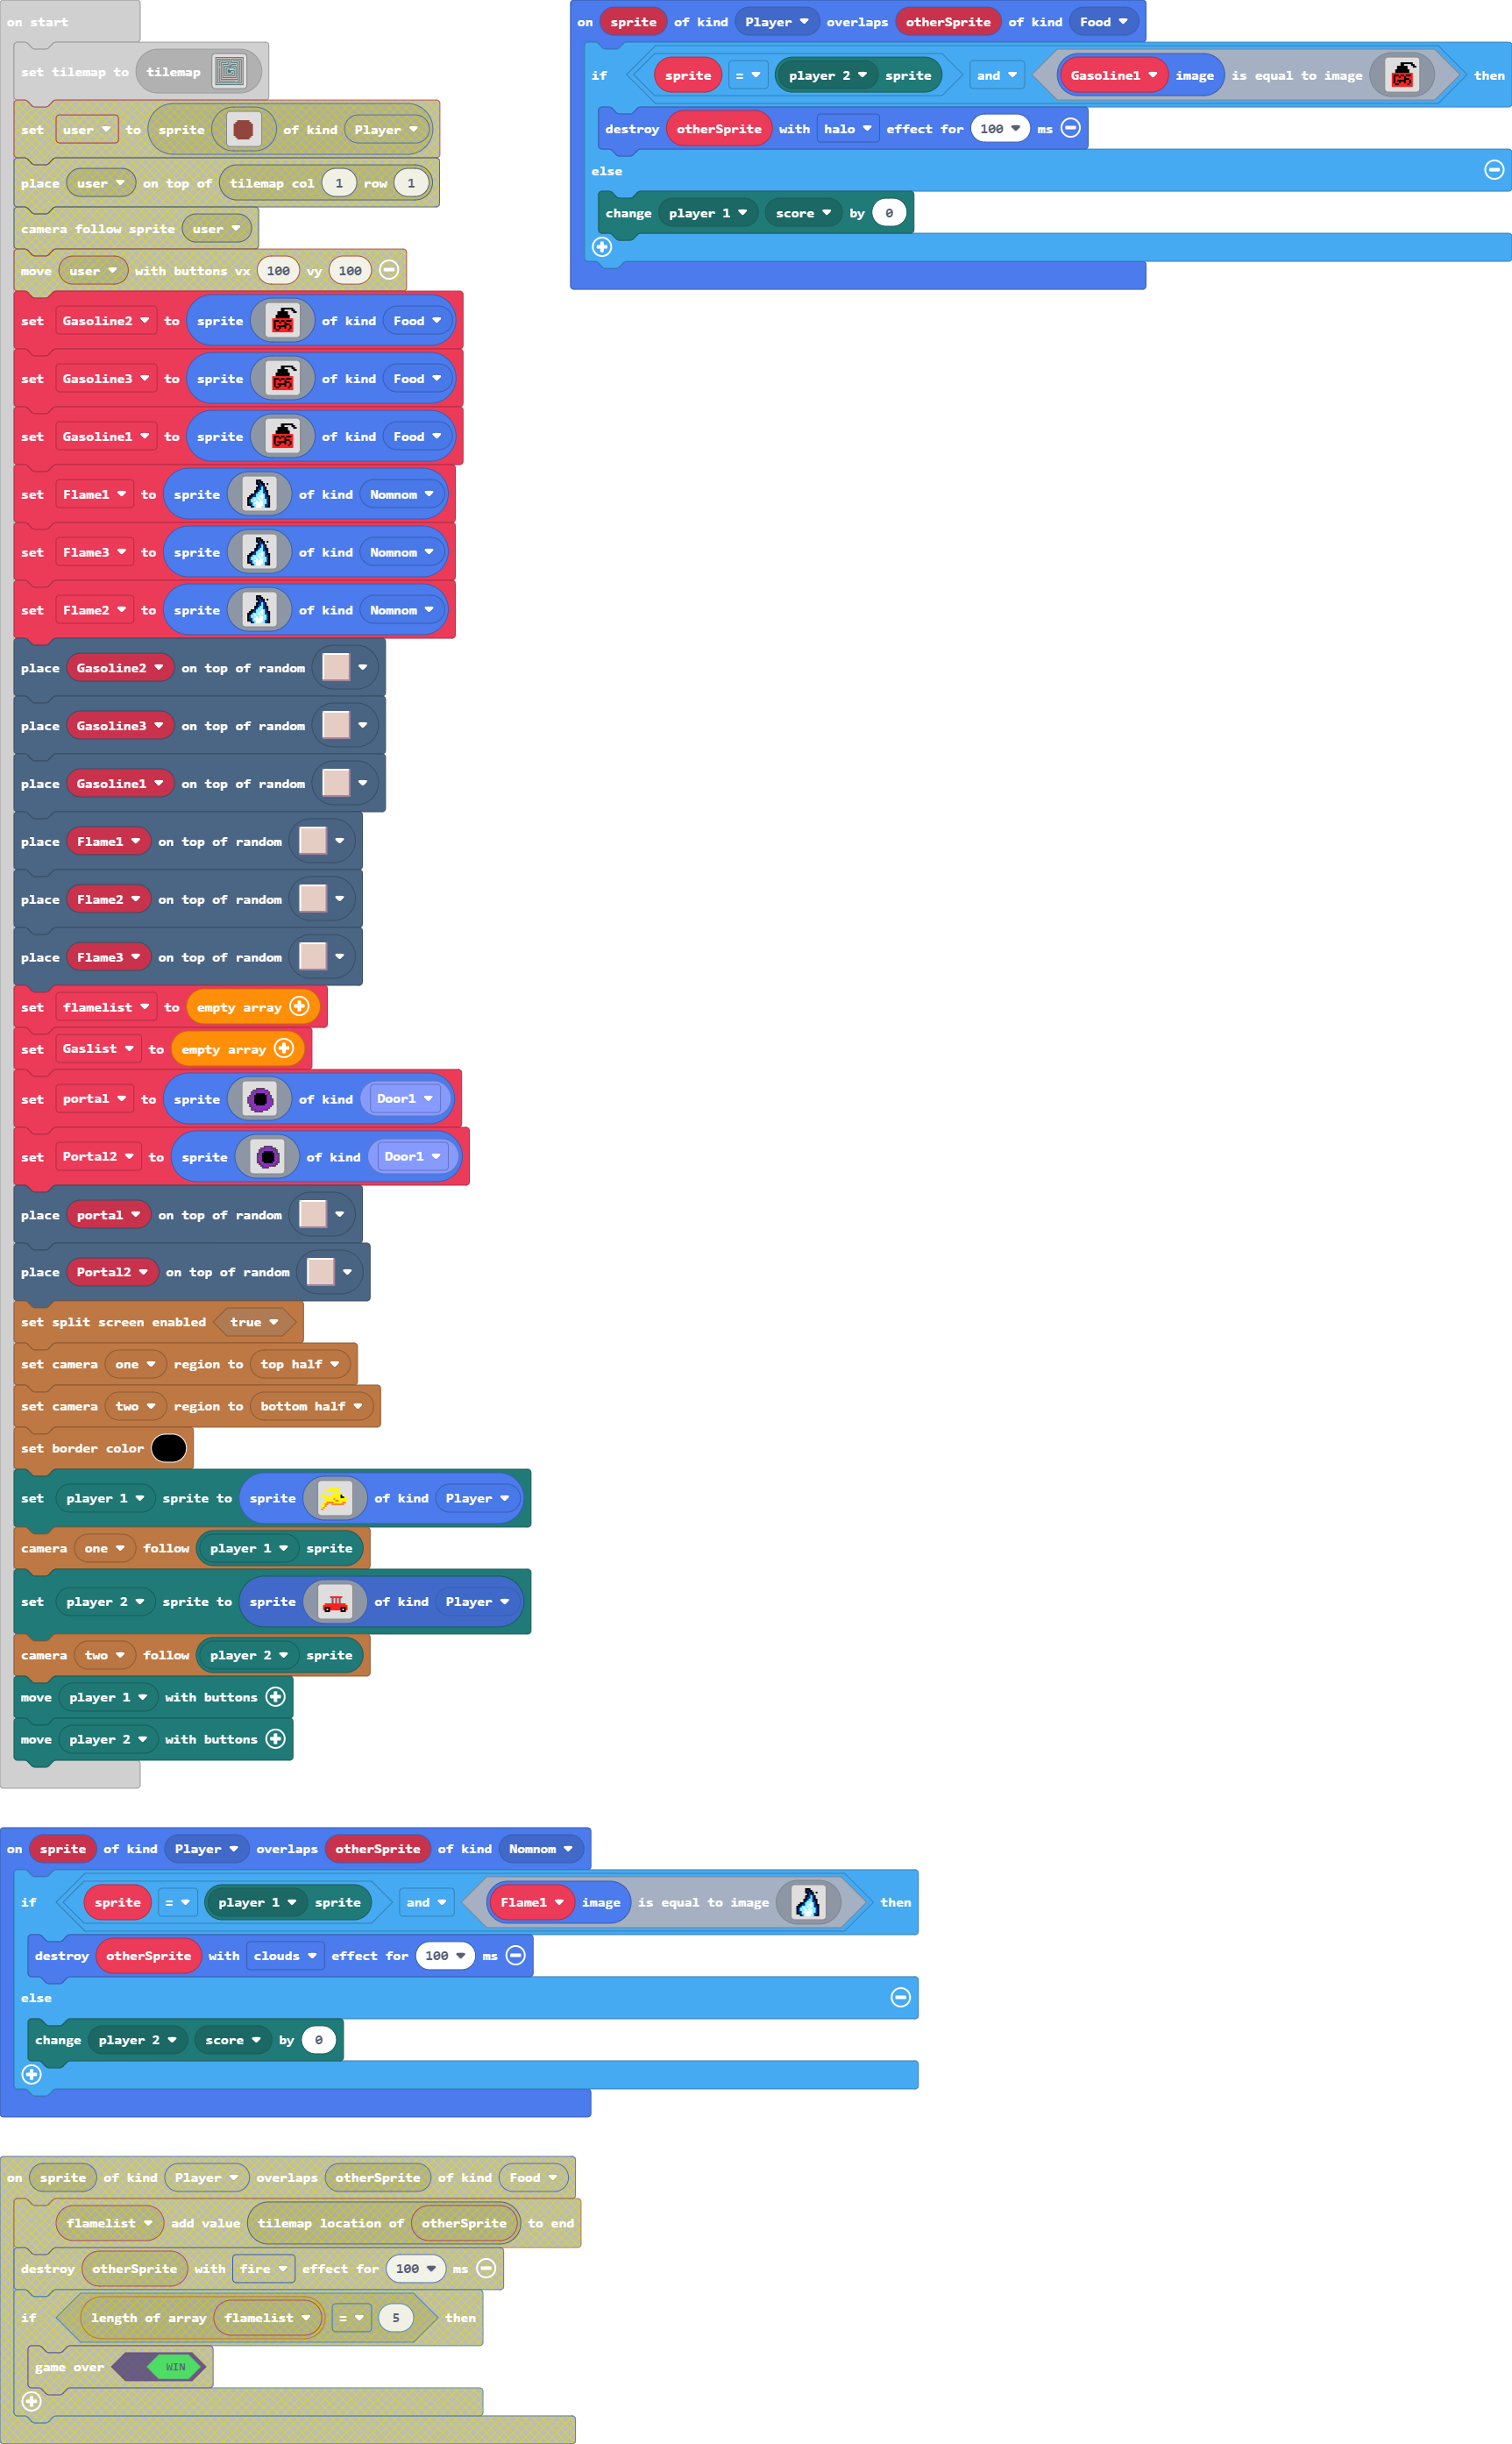 on start
set tilemap to tilemap
set user to sprite of kind Player
place user on top of tilemap col 1 row 1
camera follow sprite user
move user with buttons vx 100 vy 100
set Gasoline2 to sprite GAS of kind Food
set Gasoline3 to sprite GAS of kind Food
set Gasoline1 to sprite GAS of kind Food
set Flame1 to sprite of kind Nomnom
set Flame3 to sprite of kind Nomnom
set Flame2 to sprite of kind Nomnom
place Gasoline2 on top of random
place Gasoline3 on top of random
place Gasoline1 on top of random
place Flame1 on top of random
place Flame2 on top of random
place Flame3 on top of random
set flamelist to empty array
set Gaslist to empty array
set portal to sprite of kind Door1
set Portal2 to sprite of kind Door1
place portal on top of random
place Portal2 on top of random
set split screen enabled true
set camera one region to top half
set camera two region to bottom half
set border color
set player 1 sprite to sprite of kind Player
camera one follow player 1 sprite
set player 2 sprite to sprite of kind Player
camera two follow player 2 sprite
move player 1 with buttons
move player 2 with buttons
on sprite of kind Player overlaps otherSprite of kind Food
if sprite = player 2 sprite and Gasoline1 image is equal to image GAS then
destroy otherSprite with halo effect for 100 ms
else
change player 1 score by 0
on sprite of kind Player overlaps otherSprite of kind Nomnom
if sprite = player 1 sprite and Flame1 image is equal to image then
destroy otherSprite with clouds effect for 100 ms
else
change player 2 score by 0
on sprite of kind Player overlaps otherSprite of kind Food
flamelist add value tilemap location of otherSprite to end
destroy otherSprite with fire effect for 100 ms
if length of array flamelist = 5 then
game over WIN